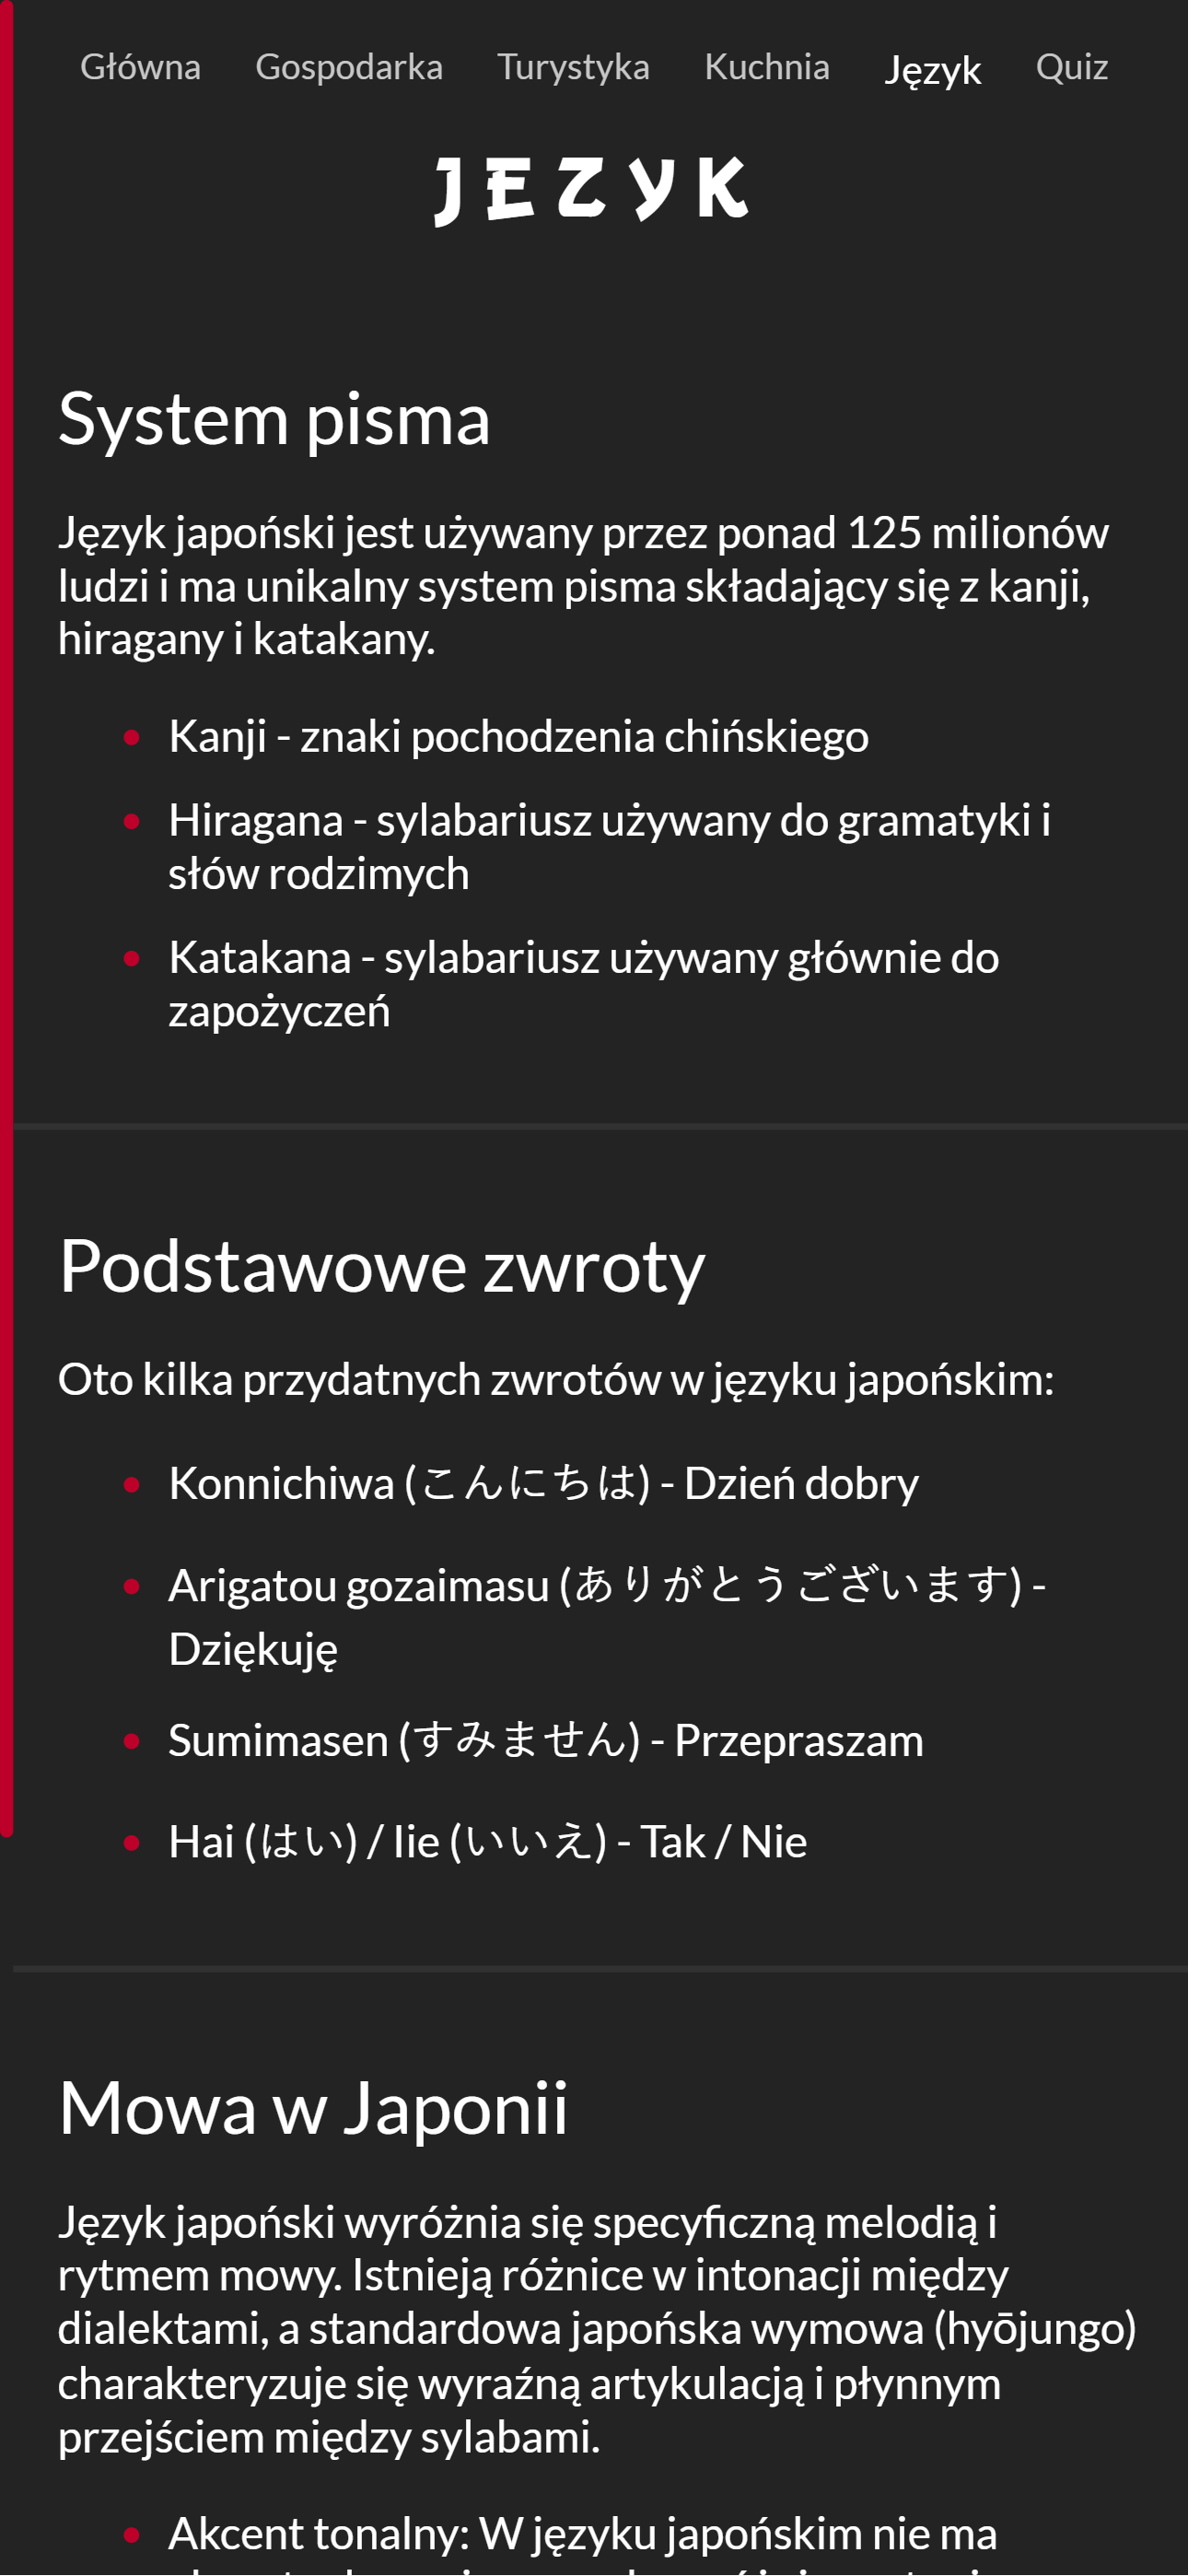 Główna Gospodarka Turystyka Kuchnia Język Quiz
JEZYK
System pisma
Język japoński jest używany przez ponad 125 milionów
ludzi i ma unikalny system pisma składający się z kanji,
hiragany i katakany.
Kanji - znaki pochodzenia chińskiego
Hiragana - sylabariusz używany do gramatyki i
słów rodzimych
Katakana - sylabariusz używany głównie do
zapożyczeń
Podstawowe zwroty
Oto kilka przydatnych zwrotów w języku japońskim:
Konnichiwa (こんにちは) - Dzień dobry
Arigatou gozaimasu (ありがとうございます) -
Dziękuję
Sumimasen (すみません) - Przepraszam
Hai (はい) / Iie (いいえ) - Tak / Nie
Mowa w Japonii
Język japoński wyróżnia się specyficzną melodią i
rytmem mowy. Istnieją różnice w intonacji między
dialektami, a standardowa japońska wymowa (hyōjungo)
charakteryzuje się wyraźną artykulacją i płynnym
przejściem między sylabami.
Akcent tonalny: W języku japońskim nie ma